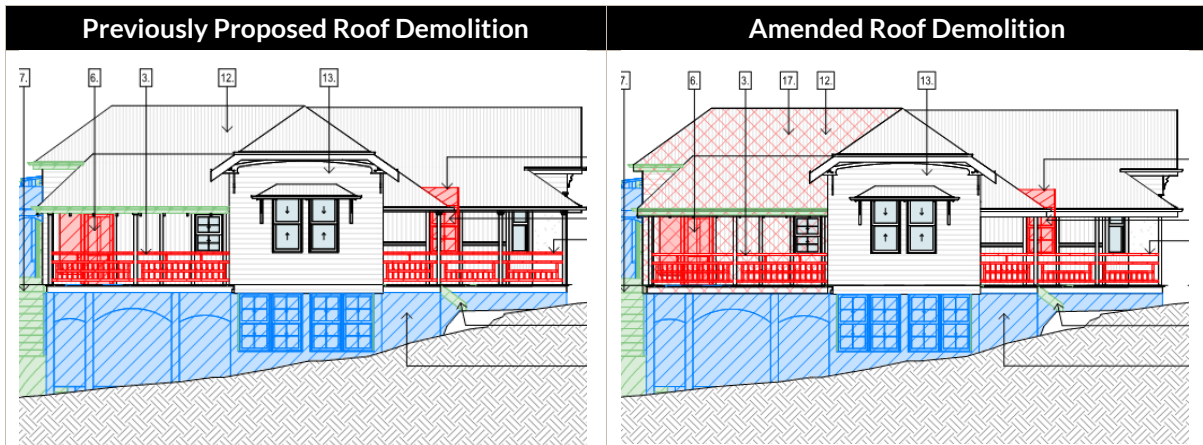 Previously Proposed Roof Demolition
Amended Roof Demolition
7. 6. 3. 12. 13.
7. 6. 3. 17. 12. 13.